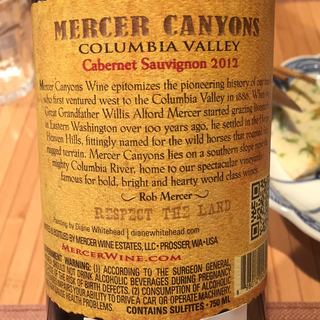 MERCER CANYONS
COLUMBIA VALLEY
Cabernet Sauvignon 2012
Mercer Canyons Wine epitomizes the pioneering history of our
who first ventured west to the Columbia Valley in 1886. When
Great Grandfather Willis Alford Mercer started grazing
in Eastern Washington over 100 years ago, he settled in the Horse
Heaven Hills, fittingly named for the wild horses that roamed
rugged terrain. Mercer Canyons lies on a southern slope
mighty Columbia River, home to our spectacular vineyards
famous for bold, bright and hearty world class wines.
~ Rob Mercer ~
RESPECT THE LAND
Painting by Diane Whitehead | dianewhitehead.com
& BOTTLED BY MERCER WINE ESTATES, LLC • PROSSER, WA • USA
MERCERWINE.COM
GOVERNMENT WARNING: (1) ACCORDING TO THE SURGEON GENERAL,
WOMEN SHOULD NOT DRINK ALCOHOLIC BEVERAGES DURING PREGNANCY
BECAUSE OF THE RISK OF BIRTH DEFECTS. (2) CONSUMPTION OF ALCOHOLIC
BEVERAGES IMPAIRS YOUR ABILITY TO DRIVE A CAR OR OPERATE MACHINERY,
HEALTH PROBLEMS. CONTAINS SULFITES • 750 ML